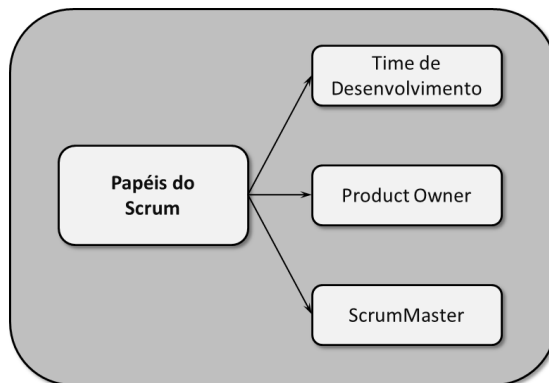 Papéis do
Scrum
Time de
Desenvolvimento
Product Owner
ScrumMaster